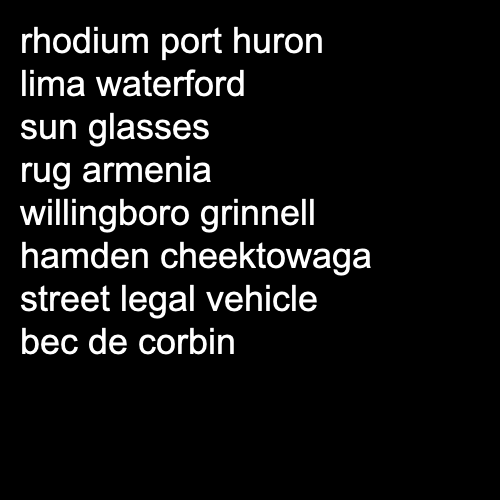 rhodium port huron
lima waterford
sun glasses
rug armenia
willingboro grinnell
hamden cheektowaga
street legal vehicle
bec de corbin